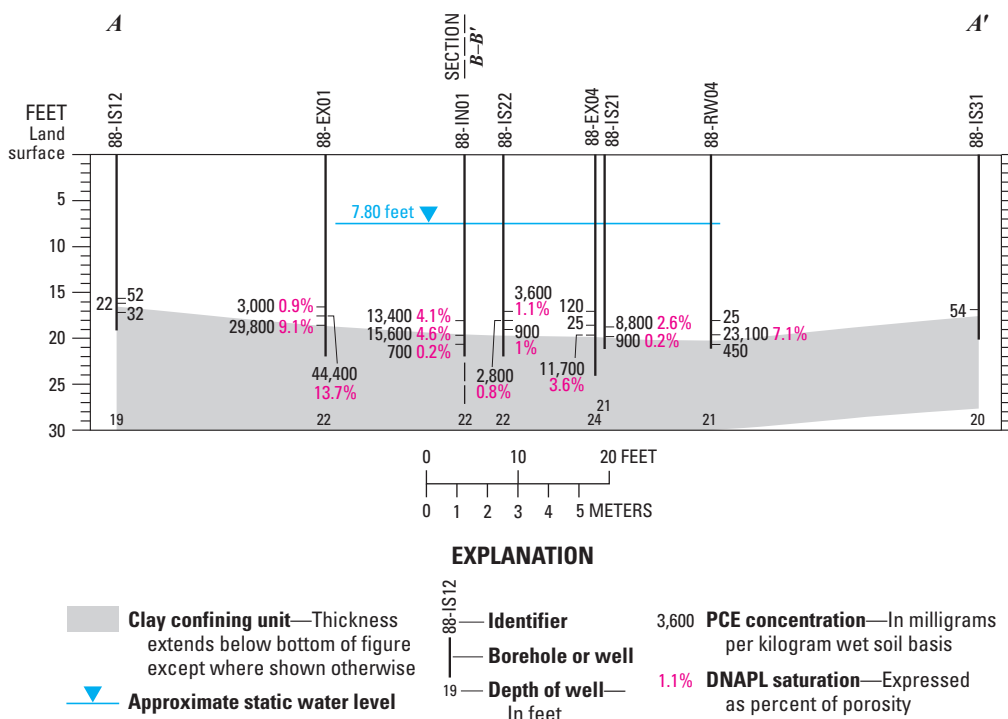 A
A'
SECTION
B–B'
FEET
Land
surface
88-IS12
88-EX01
88-IN01
88-IS22
88-EX04
88-IS21
88-RW04
88-IS31
7.80 feet
5
10
15
20
25
30
22
52
32
3,000 0.9%
29,800 9.1%
44,400
13.7%
13,400 4.1%
15,600 4.6%
700 0.2%
3,600
1.1%
900
1%
2,800
0.8%
120
25
11,700
3.6%
8,800 2.6%
900 0.2%
25
23,100 7.1%
450
54
19
22
22
22
24
21
21
20
0 10 20 FEET
0 1 2 3 4 5 METERS
EXPLANATION
Clay confining unit—Thickness
extends below bottom of figure
except where shown otherwise
Approximate static water level
88-IS12
Identifier
Borehole or well
19 Depth of well—
In feet
3,600 PCE concentration—In milligrams
per kilogram wet soil basis
1.1% DNAPL saturation—Expressed
as percent of porosity